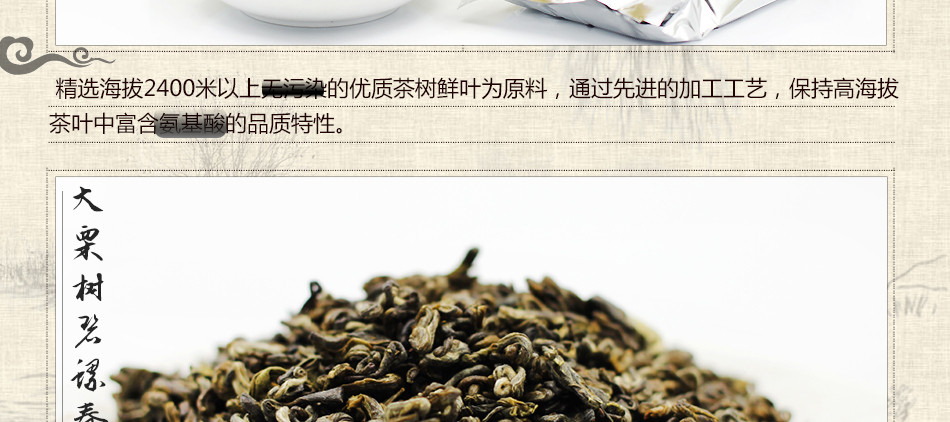 精选海拔2400米以上无污染的优质茶树鲜叶为原料，通过先进的加工工艺，保持高海拔
茶叶中富含氨基酸的品质特性。
大栗树碧螺春